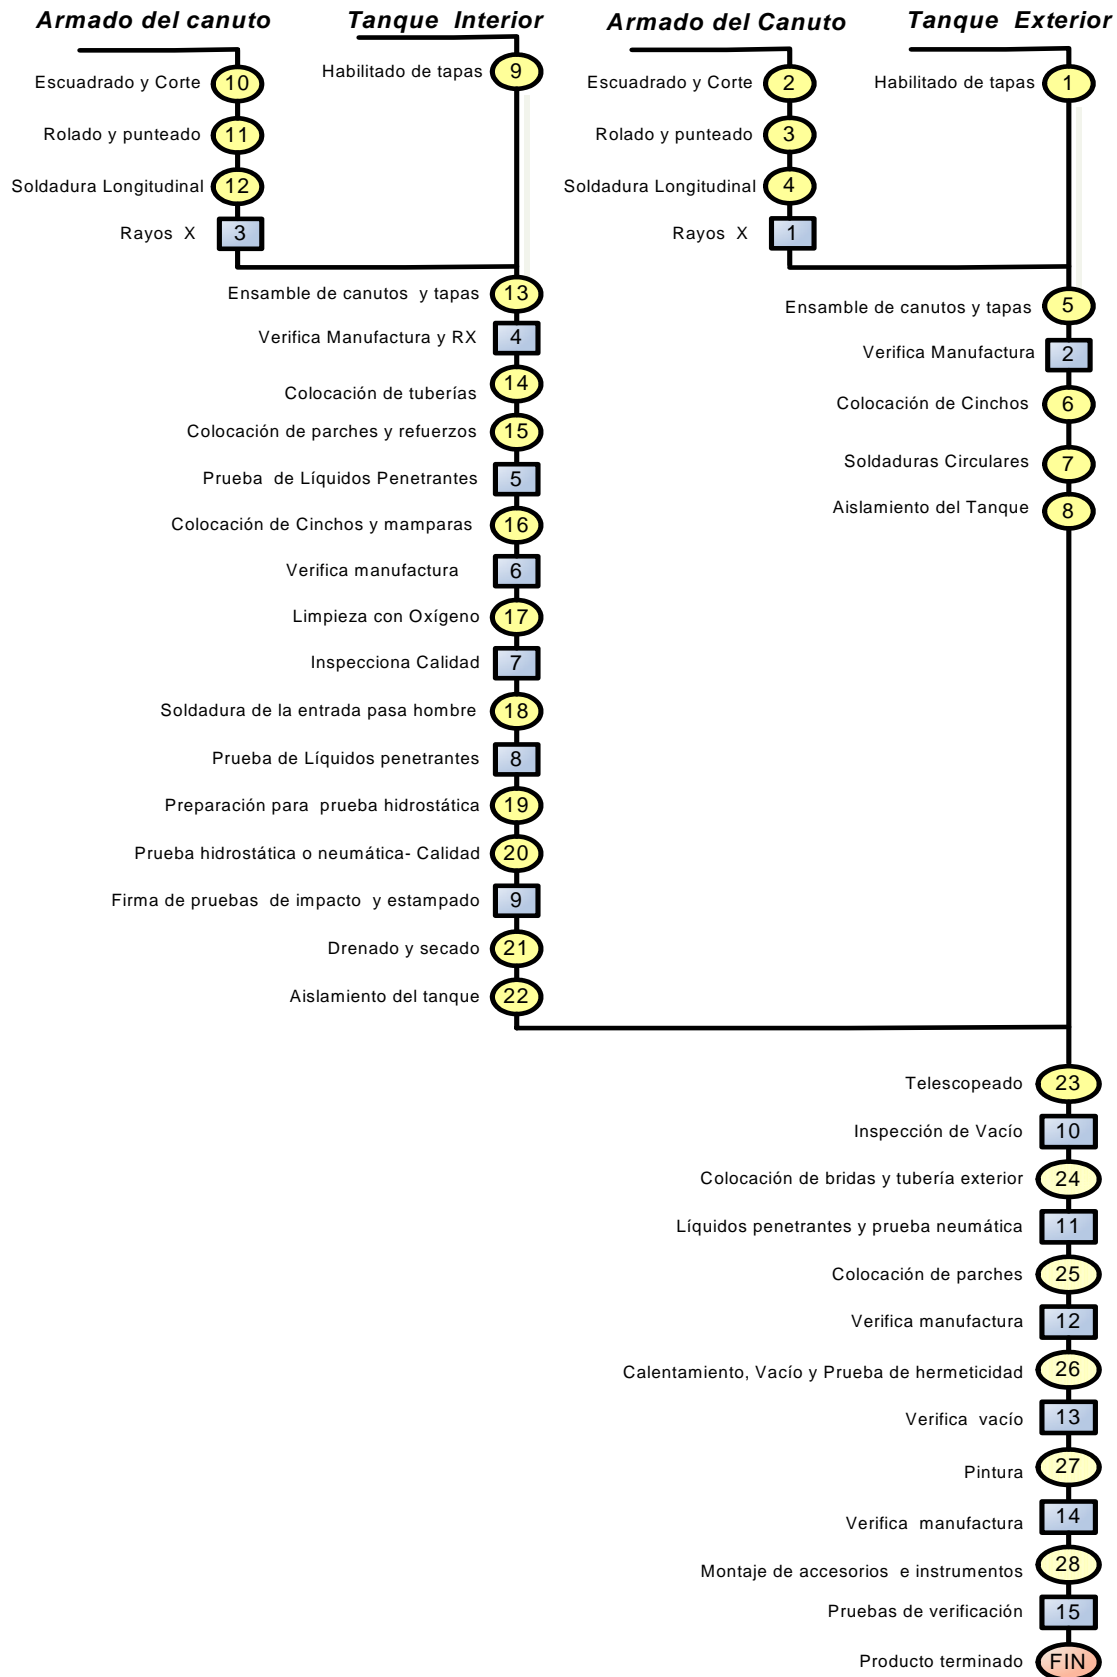 Armado del canuto
Tanque Interior
Armado del Canuto
Tanque Exterior
Escuadrado y Corte 10
Habilitado de tapas 9
Escuadrado y Corte 2
Habilitado de tapas 1
Rolado y punteado 11
Rolado y punteado 3
Soldadura Longitudinal 12
Soldadura Longitudinal 4
Rayos X 3
Rayos X 1
Ensamble de canutos y tapas 13
Ensamble de canutos y tapas 5
Verifica Manufactura y RX 4
Verifica Manufactura 2
Colocación de tuberías 14
Colocación de Cinchos 6
Colocación de parches y refuerzos 15
Soldaduras Circulares 7
Prueba de Líquidos Penetrantes 5
Aislamiento del Tanque 8
Colocación de Cinchos y mamparas 16
Verifica manufactura 6
Limpieza con Oxígeno 17
Inspecciona Calidad 7
Soldadura de la entrada pasa hombre 18
Prueba de Líquidos penetrantes 8
Preparación para prueba hidrostática 19
Prueba hidrostática o neumática- Calidad 20
Firma de pruebas de impacto y estampado 9
Drenado y secado 21
Aislamiento del tanque 22
Telescopeado 23
Inspección de Vacío 10
Colocación de bridas y tubería exterior 24
Líquidos penetrantes y prueba neumática 11
Colocación de parches 25
Verifica manufactura 12
Calentamiento, Vacío y Prueba de hermeticidad 26
Verifica vacío 13
Pintura 27
Verifica manufactura 14
Montaje de accesorios e instrumentos 28
Pruebas de verificación 15
Producto terminado FIN